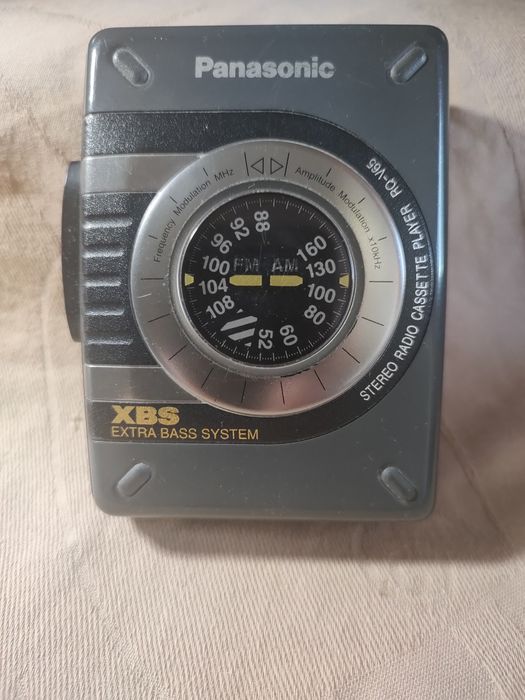 Panasonic
Frequency Modulation MHz
◁ ▷
Amplitude Modulation x10kHz
STEREO RADIO CASSETTE PLAYER RQ-V65
88
92
96
100
104
108
FM AM
160
130
100
80
60
52
XBS
EXTRA BASS SYSTEM